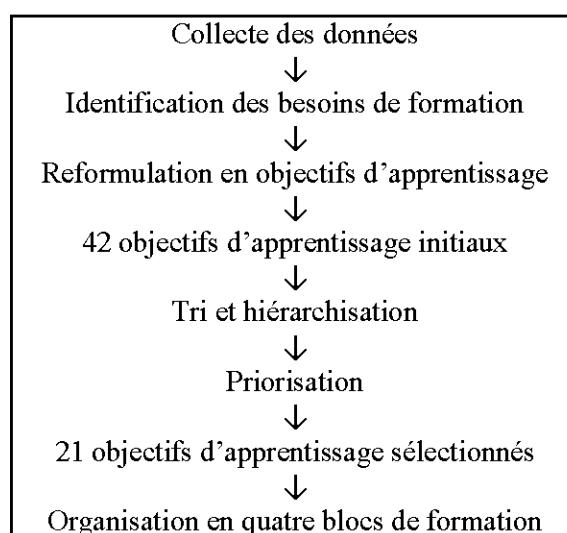 Collecte des données
↓
Identification des besoins de formation
↓
Reformulation en objectifs d’apprentissage
↓
42 objectifs d’apprentissage initiaux
↓
Tri et hiérarchisation
↓
Priorisation
↓
21 objectifs d’apprentissage sélectionnés
↓
Organisation en quatre blocs de formation